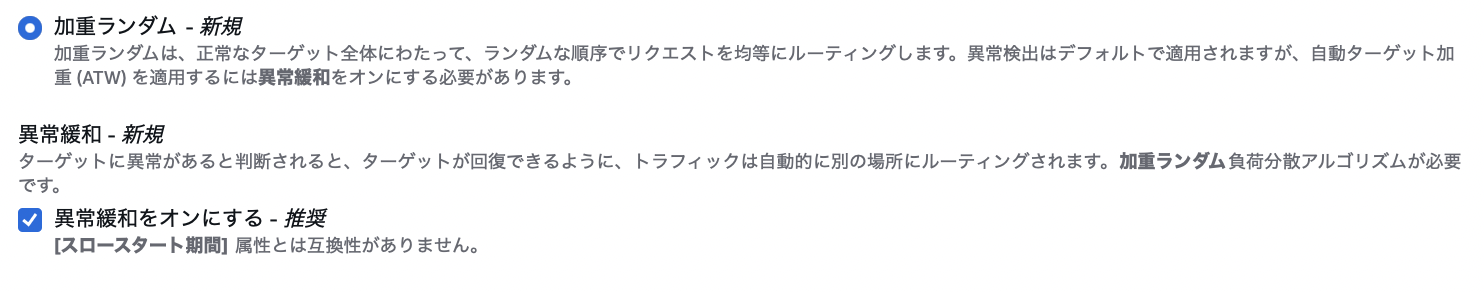 加重ランダム - 新規
加重ランダムは、正常なターゲット全体にわたって、ランダムな順序でリクエストを均等にルーティングします。異常検出はデフォルトで適用されますが、自動ターゲット加
重 (ATW) を適用するには異常緩和をオンにする必要があります。
異常緩和 - 新規
ターゲットに異常があると判断されると、ターゲットが回復できるように、トラフィックは自動的に別の場所にルーティングされます。加重ランダム負荷分散アルゴリズムが必要
です。
異常緩和をオンにする - 推奨
[スロースタート期間] 属性とは互換性がありません。